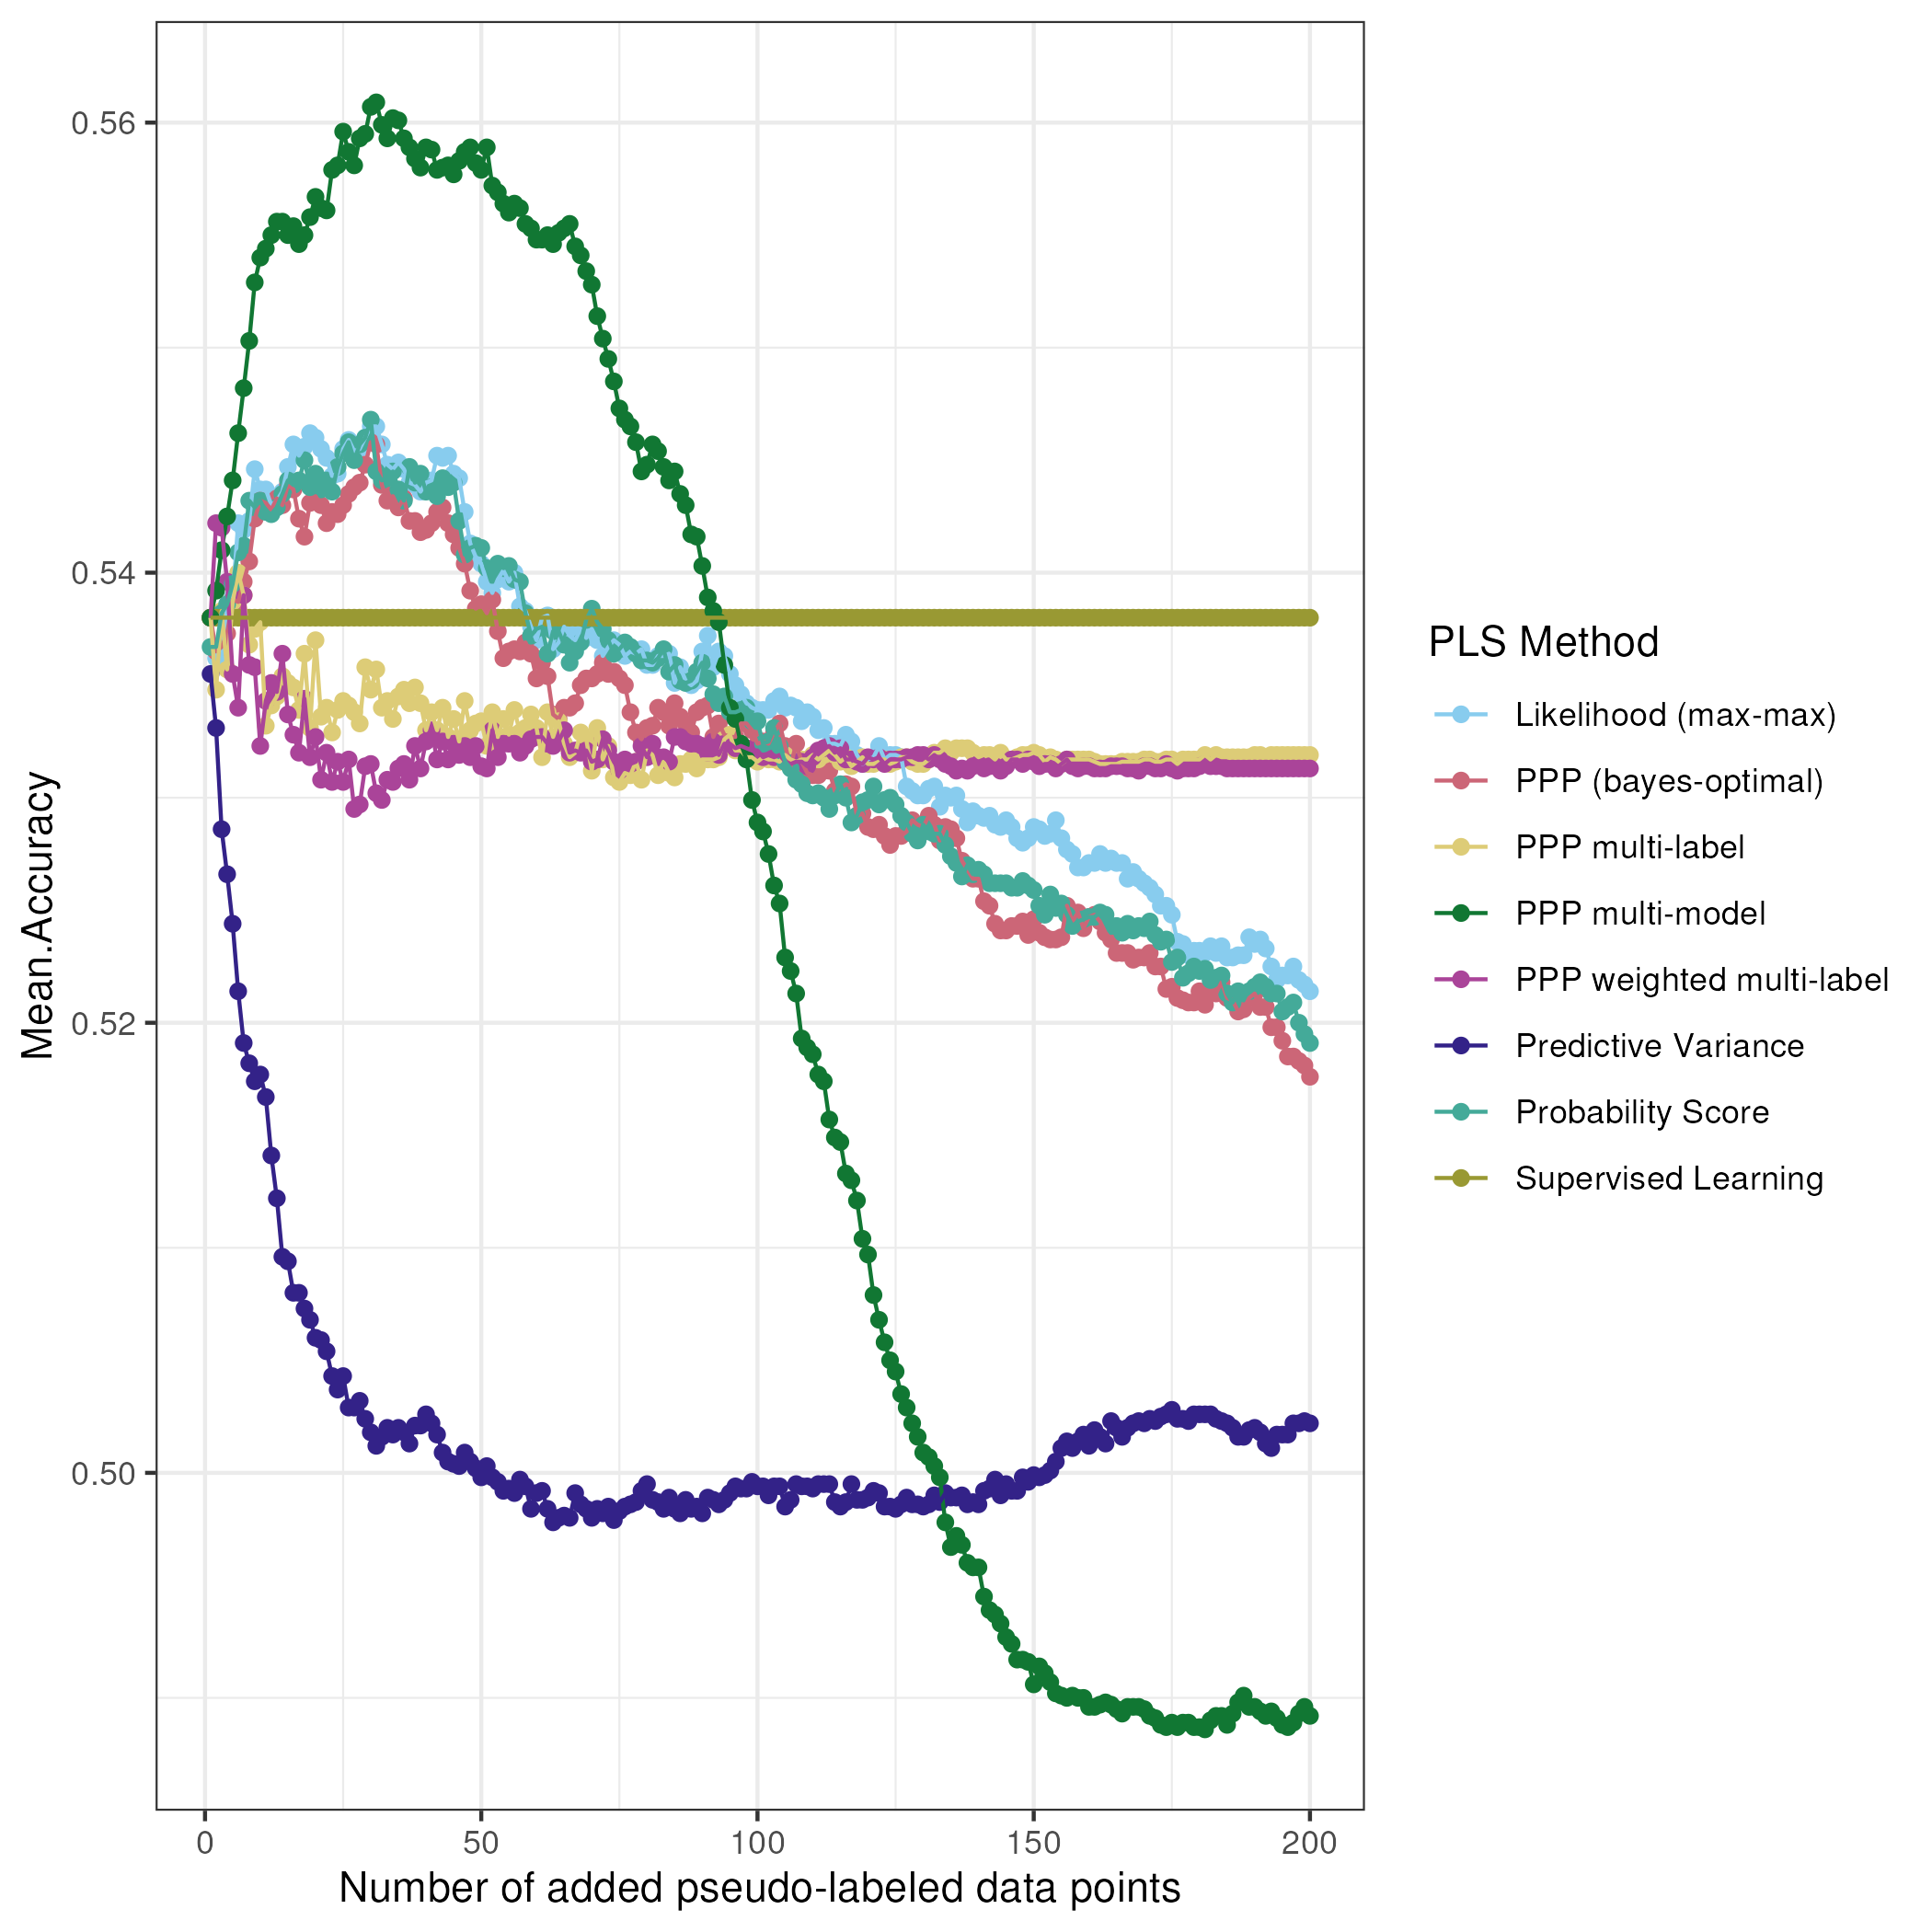 0.56
0.54
0.52
0.50
Mean.Accuracy
0
50
100
150
200
Number of added pseudo-labeled data points
PLS Method
Likelihood (max-max)
PPP (bayes-optimal)
PPP multi-label
PPP multi-model
PPP weighted multi-label
Predictive Variance
Probability Score
Supervised Learning